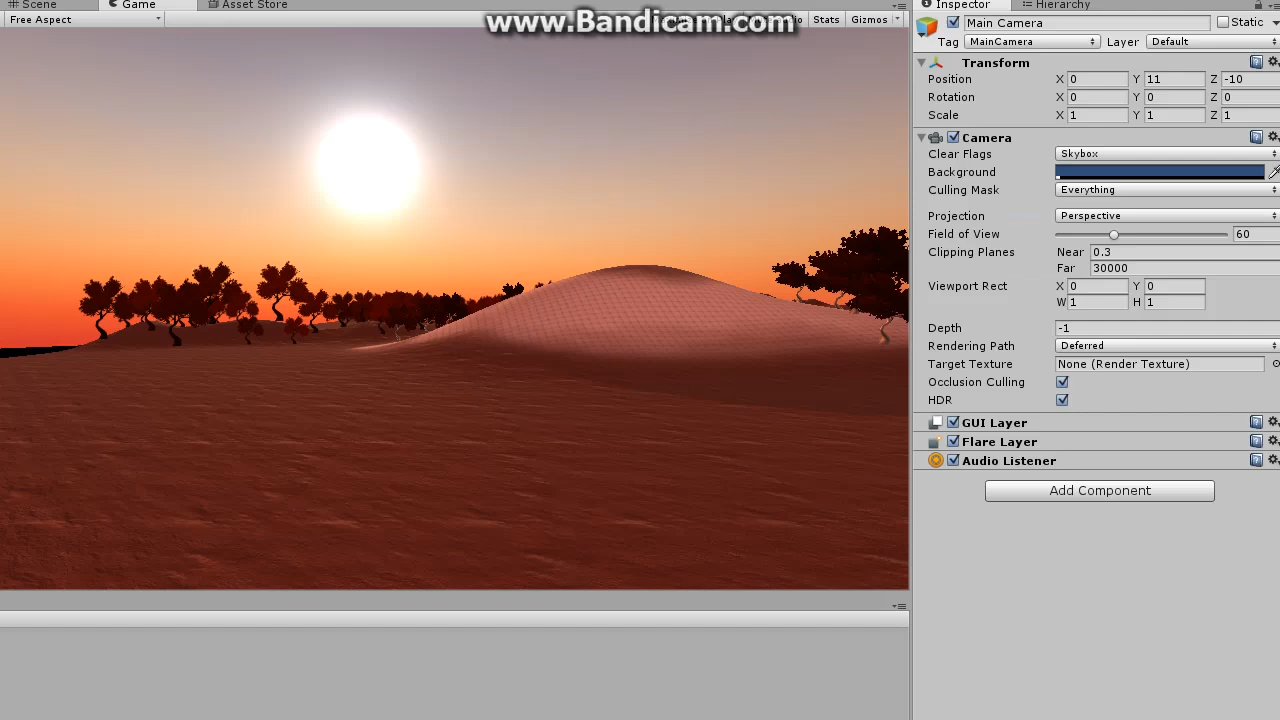 Scene Game Asset Store
Free Aspect Stats Gizmos
www.Bandicam.com
Inspector Hierarchy
Main Camera Static
Tag MainCamera Layer Default
Transform
Position X 0 Y 11 Z -10
Rotation X 0 Y 0 Z 0
Scale X 1 Y 1 Z 1
Camera
Clear Flags Skybox
Background
Culling Mask Everything
Projection Perspective
Field of View 60
Clipping Planes Near 0.3
Far 30000
Viewport Rect X 0 Y 0
W 1 H 1
Depth -1
Rendering Path Deferred
Target Texture None (Render Texture)
Occlusion Culling
HDR
GUI Layer
Flare Layer
Audio Listener
Add Component